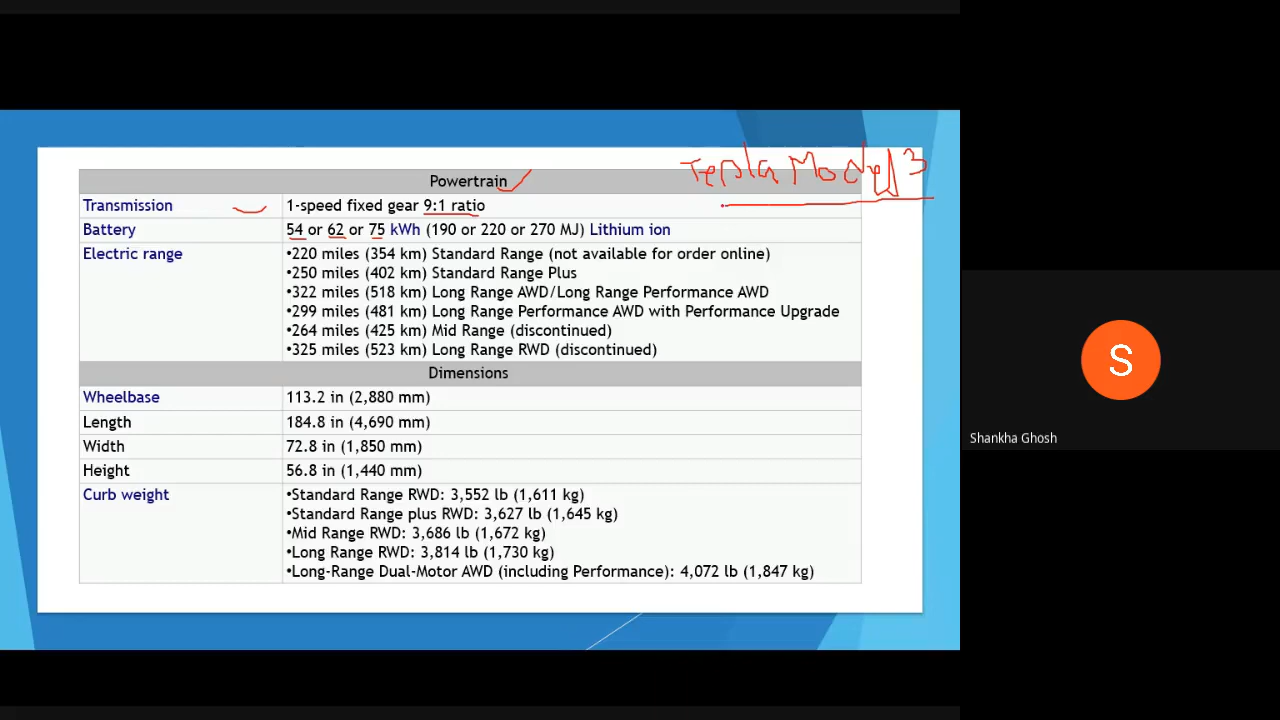 Tesla Model 3
Powertrain
Transmission 1-speed fixed gear 9:1 ratio
Battery 54 or 62 or 75 kWh (190 or 220 or 270 MJ) Lithium ion
Electric range •220 miles (354 km) Standard Range (not available for order online)
•250 miles (402 km) Standard Range Plus
•322 miles (518 km) Long Range AWD/Long Range Performance AWD
•299 miles (481 km) Long Range Performance AWD with Performance Upgrade
•264 miles (425 km) Mid Range (discontinued)
•325 miles (523 km) Long Range RWD (discontinued)
Dimensions
Wheelbase 113.2 in (2,880 mm)
Length 184.8 in (4,690 mm)
Width 72.8 in (1,850 mm)
Height 56.8 in (1,440 mm)
Curb weight •Standard Range RWD: 3,552 lb (1,611 kg)
•Standard Range plus RWD: 3,627 lb (1,645 kg)
•Mid Range RWD: 3,686 lb (1,672 kg)
•Long Range RWD: 3,814 lb (1,730 kg)
•Long-Range Dual-Motor AWD (including Performance): 4,072 lb (1,847 kg)
S
Shankha Ghosh